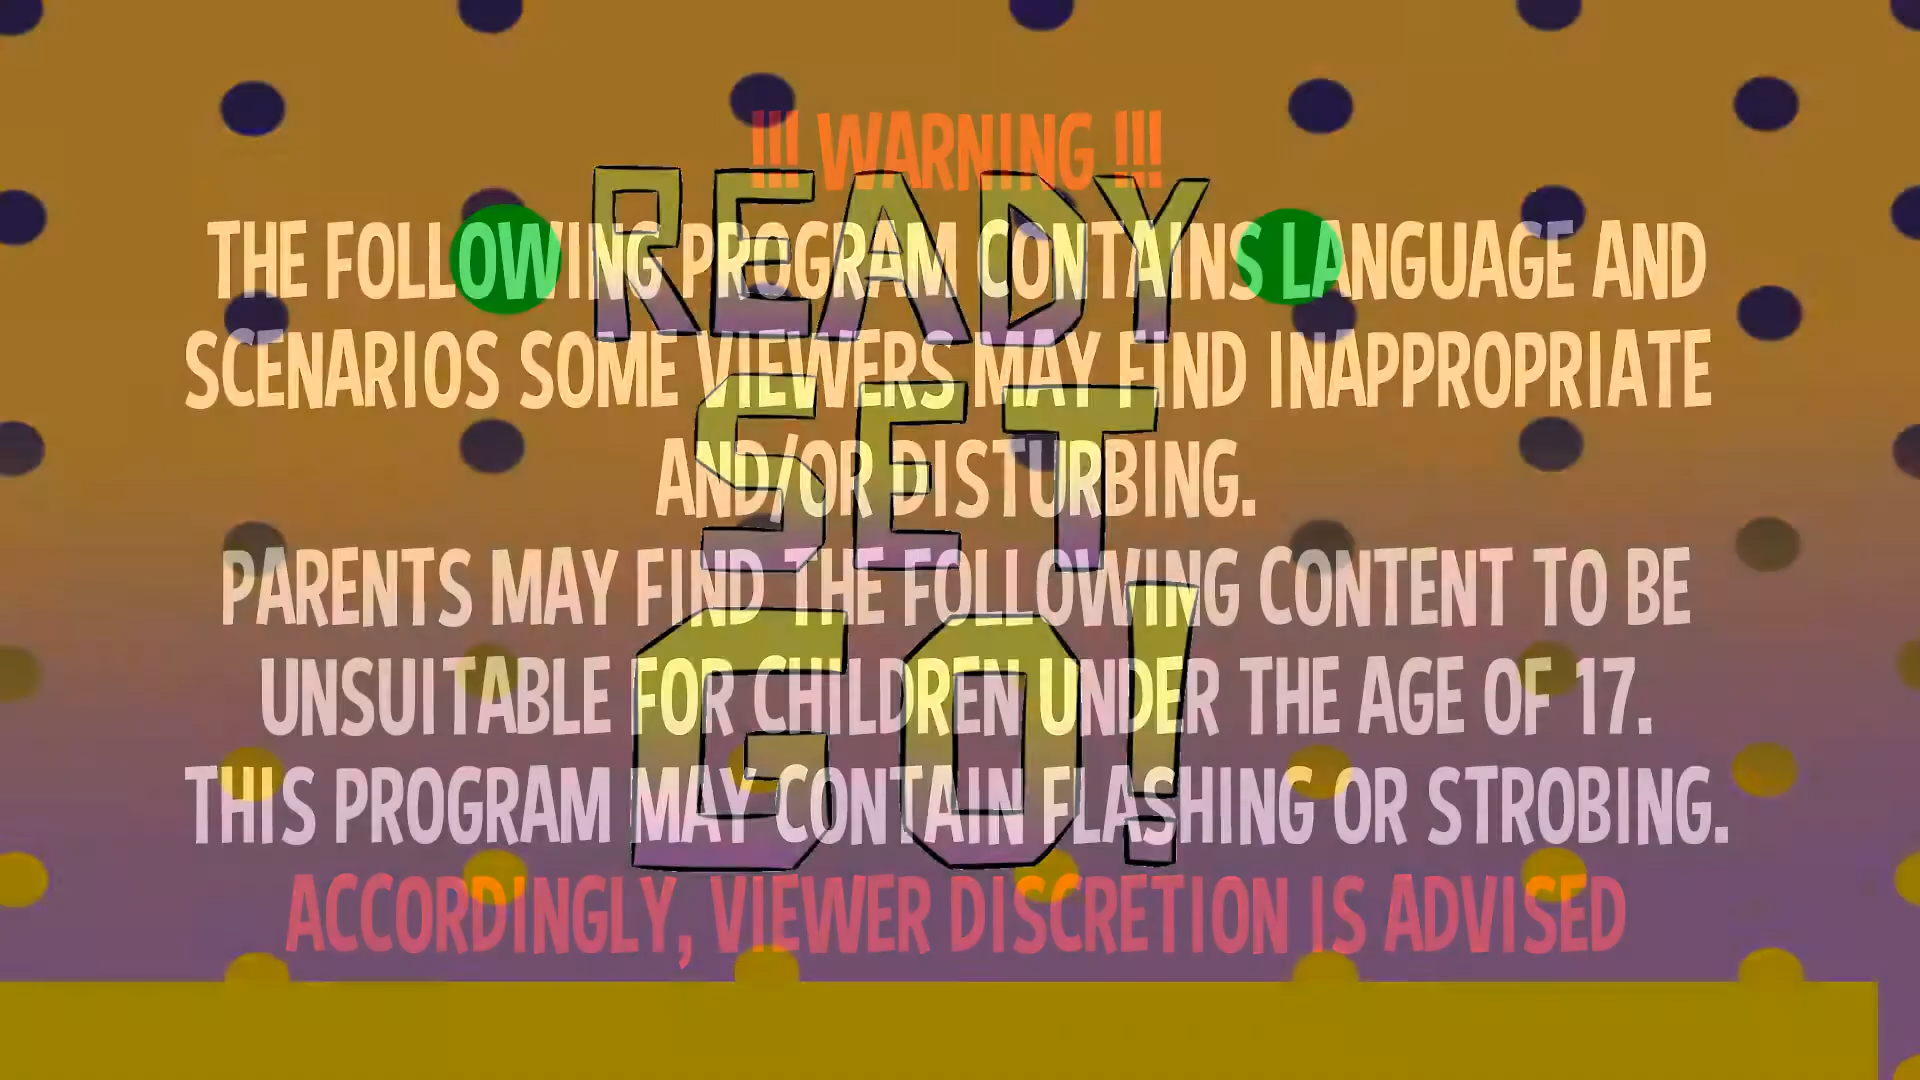 !!! WARNING !!!
READY
THE FOLLOWING PROGRAM CONTAINS LANGUAGE AND
SCENARIOS SOME VIEWERS MAY FIND INAPPROPRIATE
SET
AND/OR DISTURBING.
PARENTS MAY FIND THE FOLLOWING CONTENT TO BE
GO!
UNSUITABLE FOR CHILDREN UNDER THE AGE OF 17.
THIS PROGRAM MAY CONTAIN FLASHING OR STROBING.
ACCORDINGLY, VIEWER DISCRETION IS ADVISED